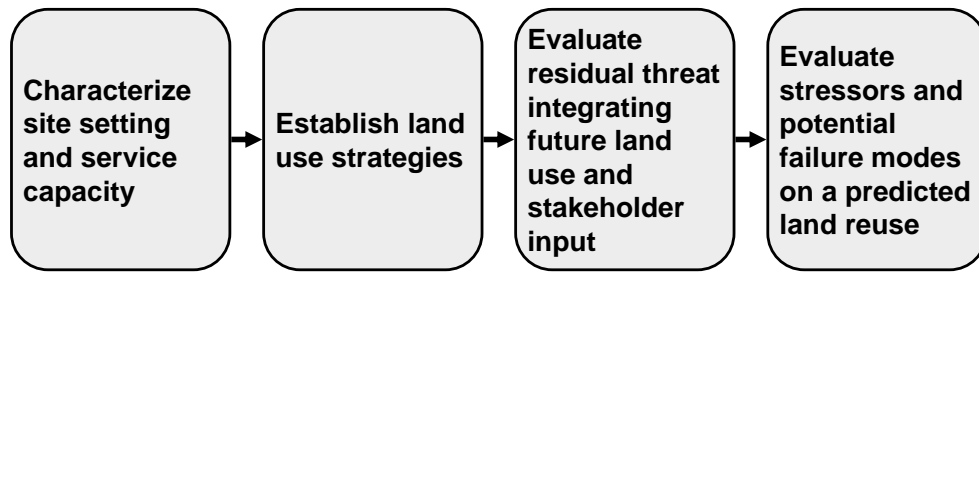 Characterize
site setting
and service
capacity
Establish land
use strategies
Evaluate
residual threat
integrating
future land
use and
stakeholder
input
Evaluate
stressors and
potential
failure modes
on a predicted
land reuse